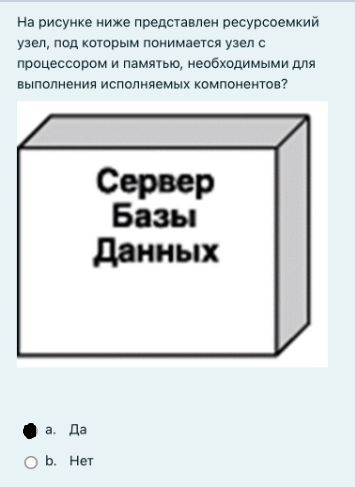 На рисунке ниже представлен ресурсоемкий
узел, под которым понимается узел с
процессором и памятью, необходимыми для
выполнения исполняемых компонентов?
Сервер
Базы
Данных
a. Да
b. Нет